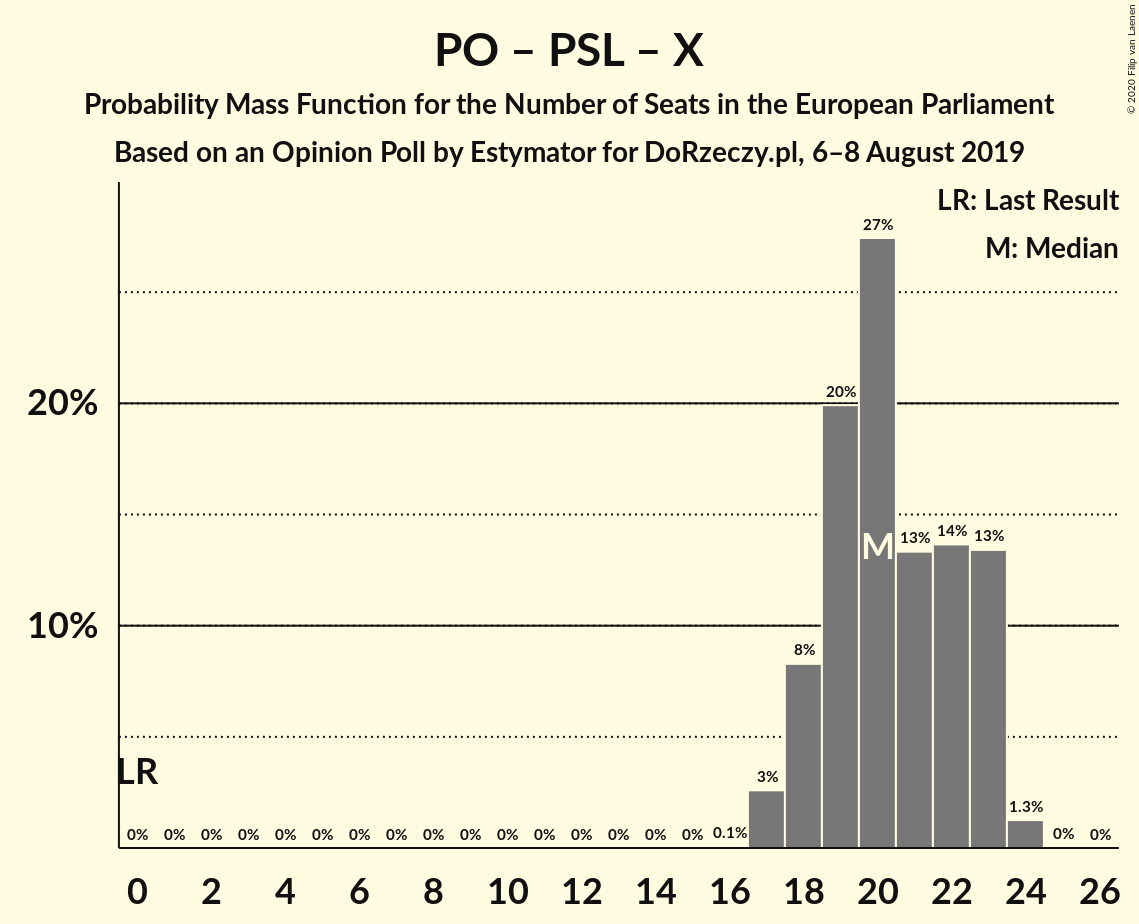 PO – PSL – X
Probability Mass Function for the Number of Seats in the European Parliament
Based on an Opinion Poll by Estymator for DoRzeczy.pl, 6–8 August 2019
© 2020 Filip van Laenen
LR: Last Result
M: Median
27%
20%
20%
M
13%
14%
13%
10%
8%
LR
3%
1.3%
0% 0% 0% 0% 0% 0% 0% 0% 0% 0% 0% 0% 0% 0% 0% 0% 0.1% 0% 0%
0 2 4 6 8 10 12 14 16 18 20 22 24 26